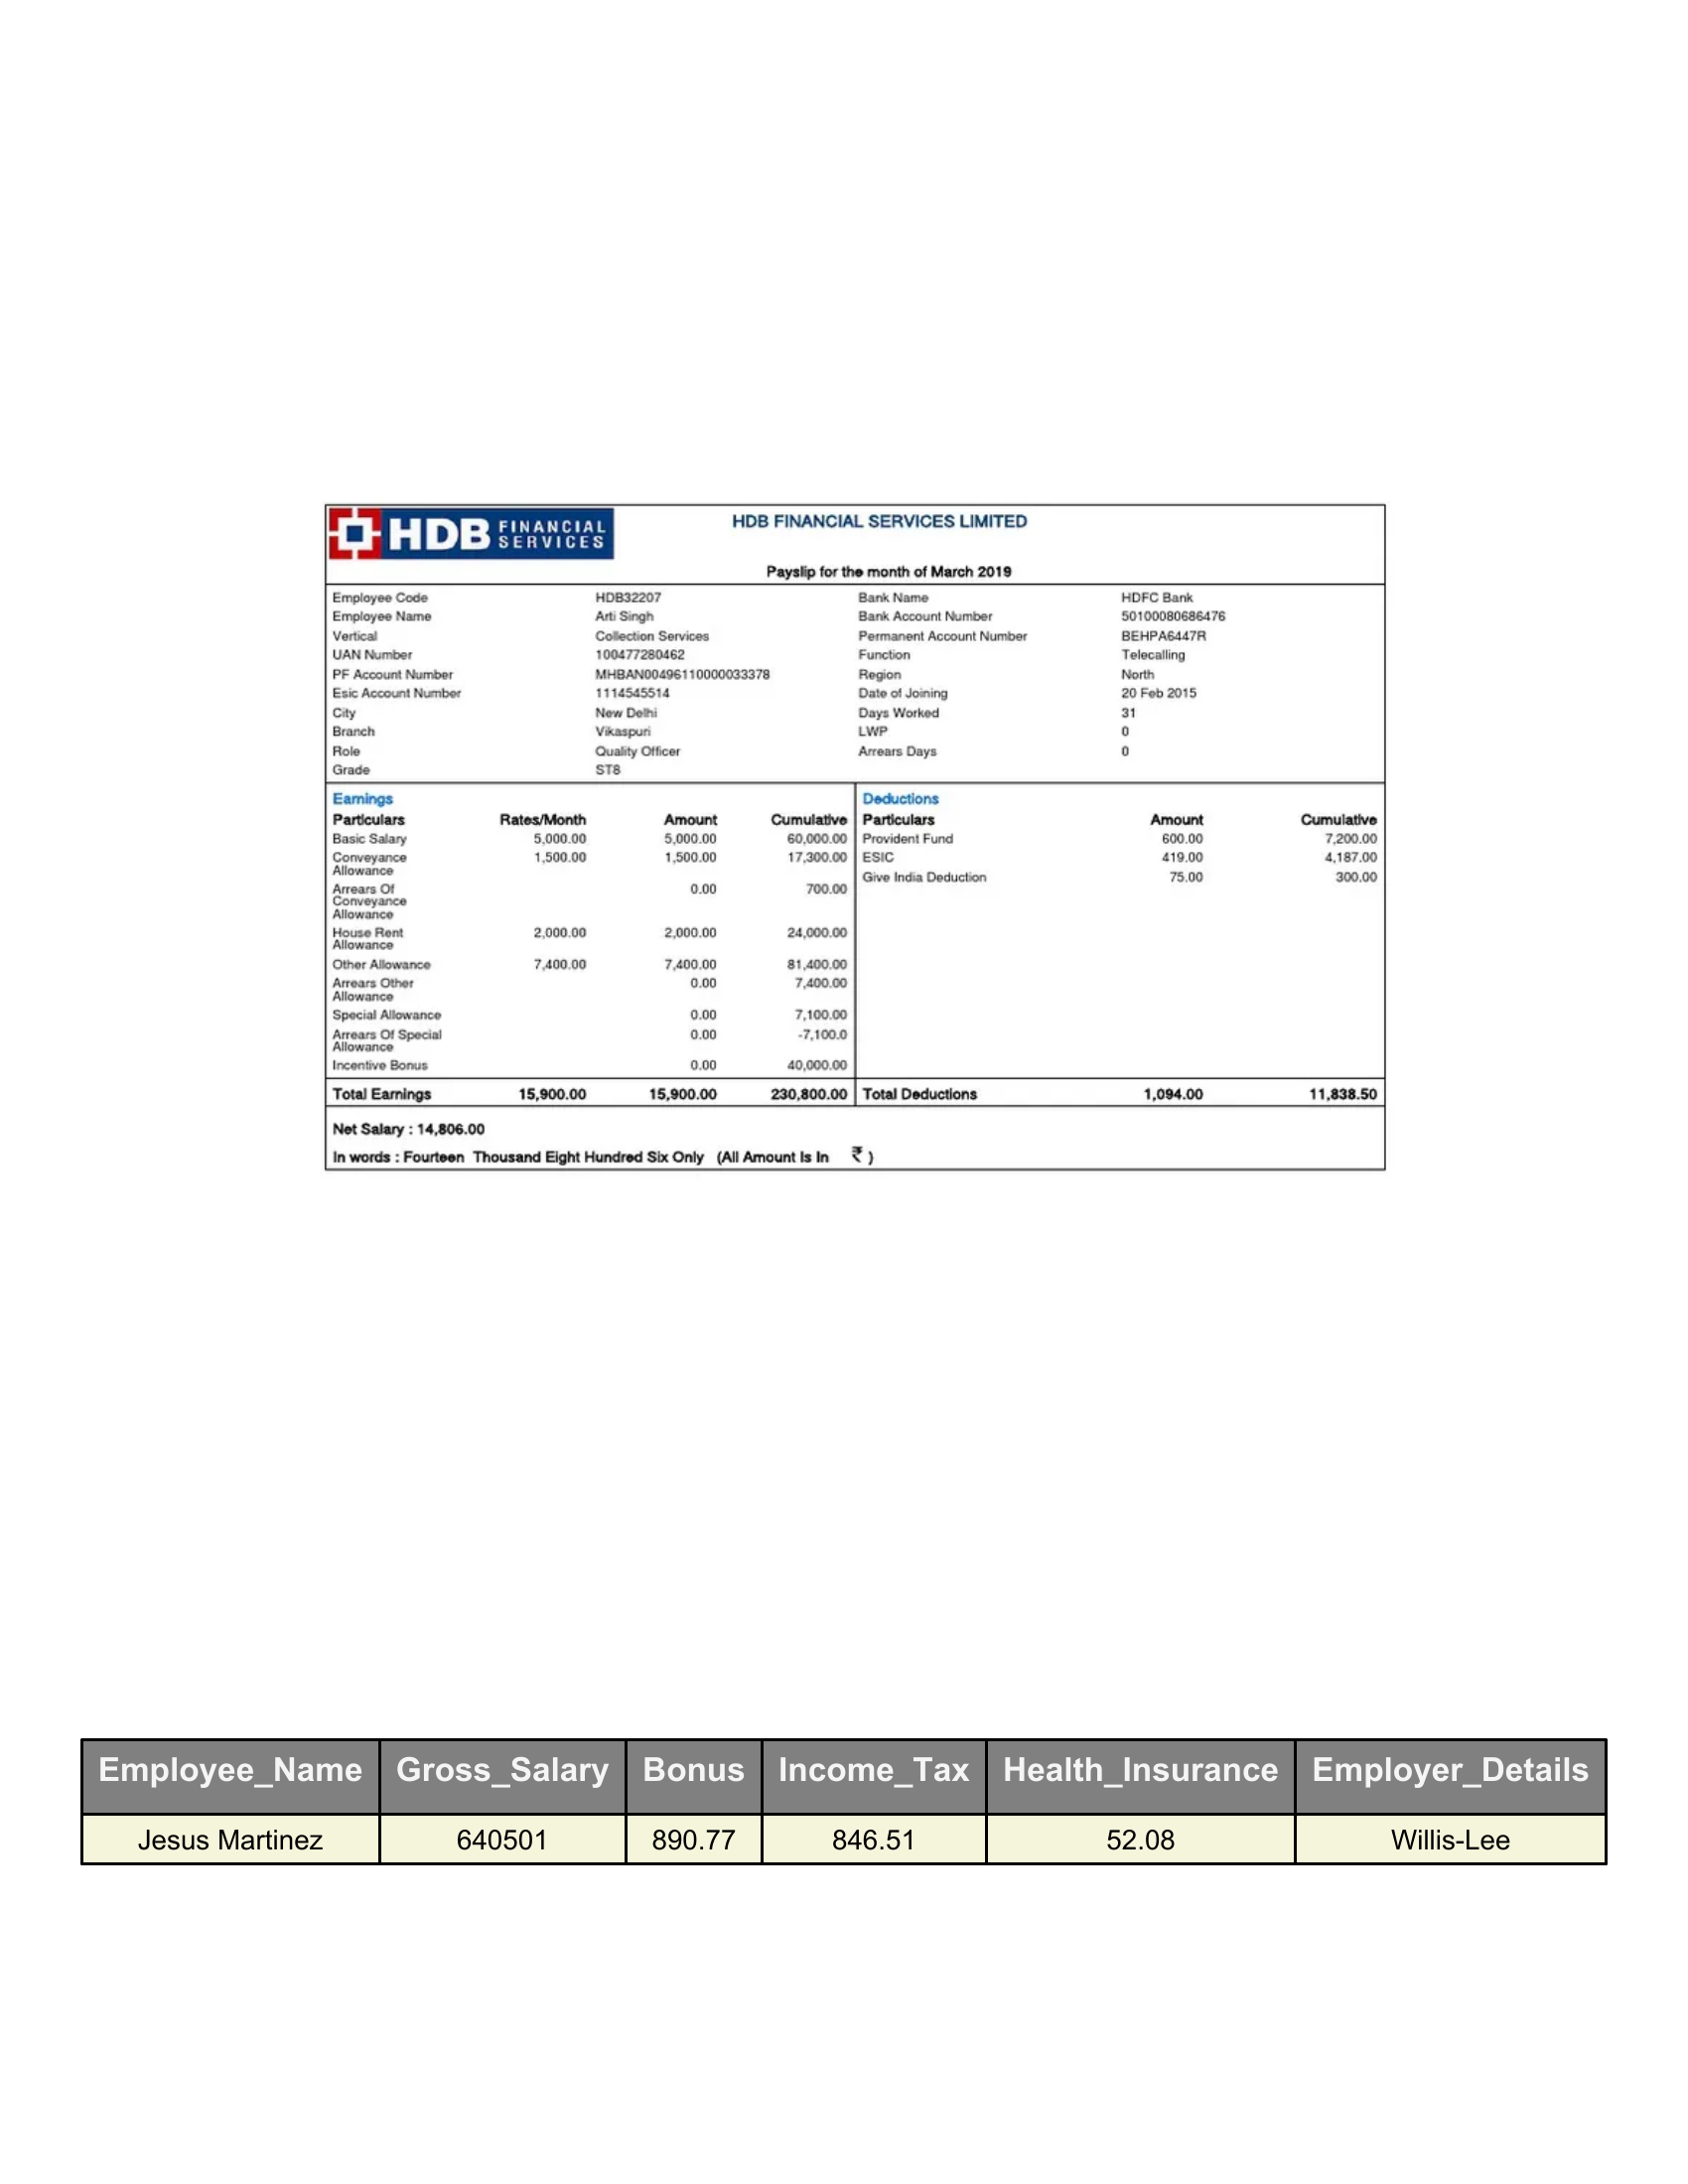 HDB FINANCIAL SERVICES
HDB FINANCIAL SERVICES LIMITED
Payslip for the month of March 2019
Employee Code HDB32207 Bank Name HDFC Bank
Employee Name Arti Singh Bank Account Number 50100080686476
Vertical Collection Services Permanent Account Number BEHPA6447R
UAN Number 100477280462 Function Telecalling
PF Account Number MHBAN00496110000033378 Region North
Esic Account Number 1114545514 Date of Joining 20 Feb 2015
City New Delhi Days Worked 31
Branch Vikaspuri LWP 0
Role Quality Officer Arrears Days 0
Grade ST8
Earnings Deductions
Particulars Rates/Month Amount Cumulative Particulars Amount Cumulative
Basic Salary 5,000.00 5,000.00 60,000.00 Provident Fund 600.00 7,200.00
Conveyance 1,500.00 1,500.00 17,300.00 ESIC 419.00 4,187.00
Allowance
Give India Deduction 75.00 300.00
Arrears Of 0.00 700.00
Conveyance
Allowance
House Rent 2,000.00 2,000.00 24,000.00
Allowance
Other Allowance 7,400.00 7,400.00 81,400.00
Arrears Other 0.00 7,400.00
Allowance
Special Allowance 0.00 7,100.00
Arrears Of Special 0.00 -7,100.0
Allowance
Incentive Bonus 0.00 40,000.00
Total Earnings 15,900.00 15,900.00 230,800.00 Total Deductions 1,094.00 11,838.50
Net Salary : 14,806.00
In words : Fourteen Thousand Eight Hundred Six Only (All Amount Is In ₹ )
Employee_Name Gross_Salary Bonus Income_Tax Health_Insurance Employer_Details
Jesus Martinez 640501 890.77 846.51 52.08 Willis-Lee